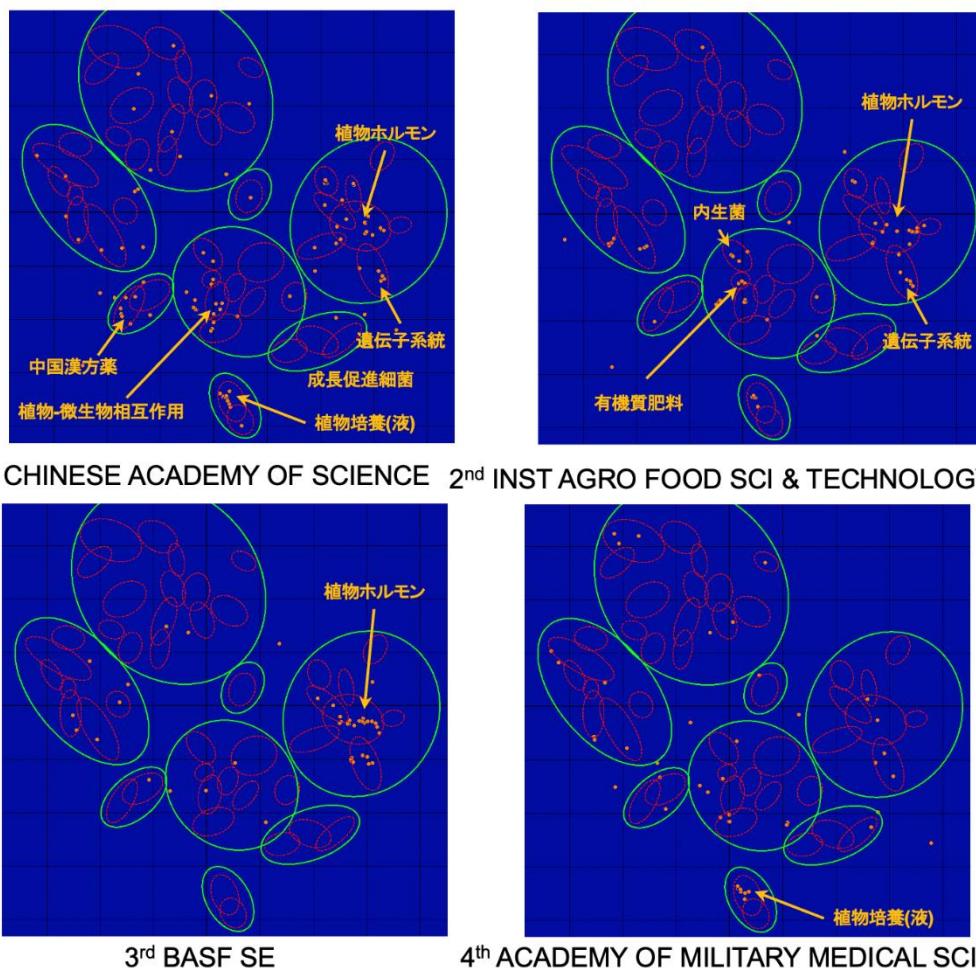 植物ホルモン
中国漢方薬
遺伝子系統
成長促進細菌
植物-微生物相互作用
植物培養(液)
CHINESE ACADEMY OF SCIENCE
植物ホルモン
内生菌
遺伝子系統
有機質肥料
2nd INST AGRO FOOD SCI & TECHNOLOG
植物ホルモン
3rd BASF SE
植物培養(液)
4th ACADEMY OF MILITARY MEDICAL SCI